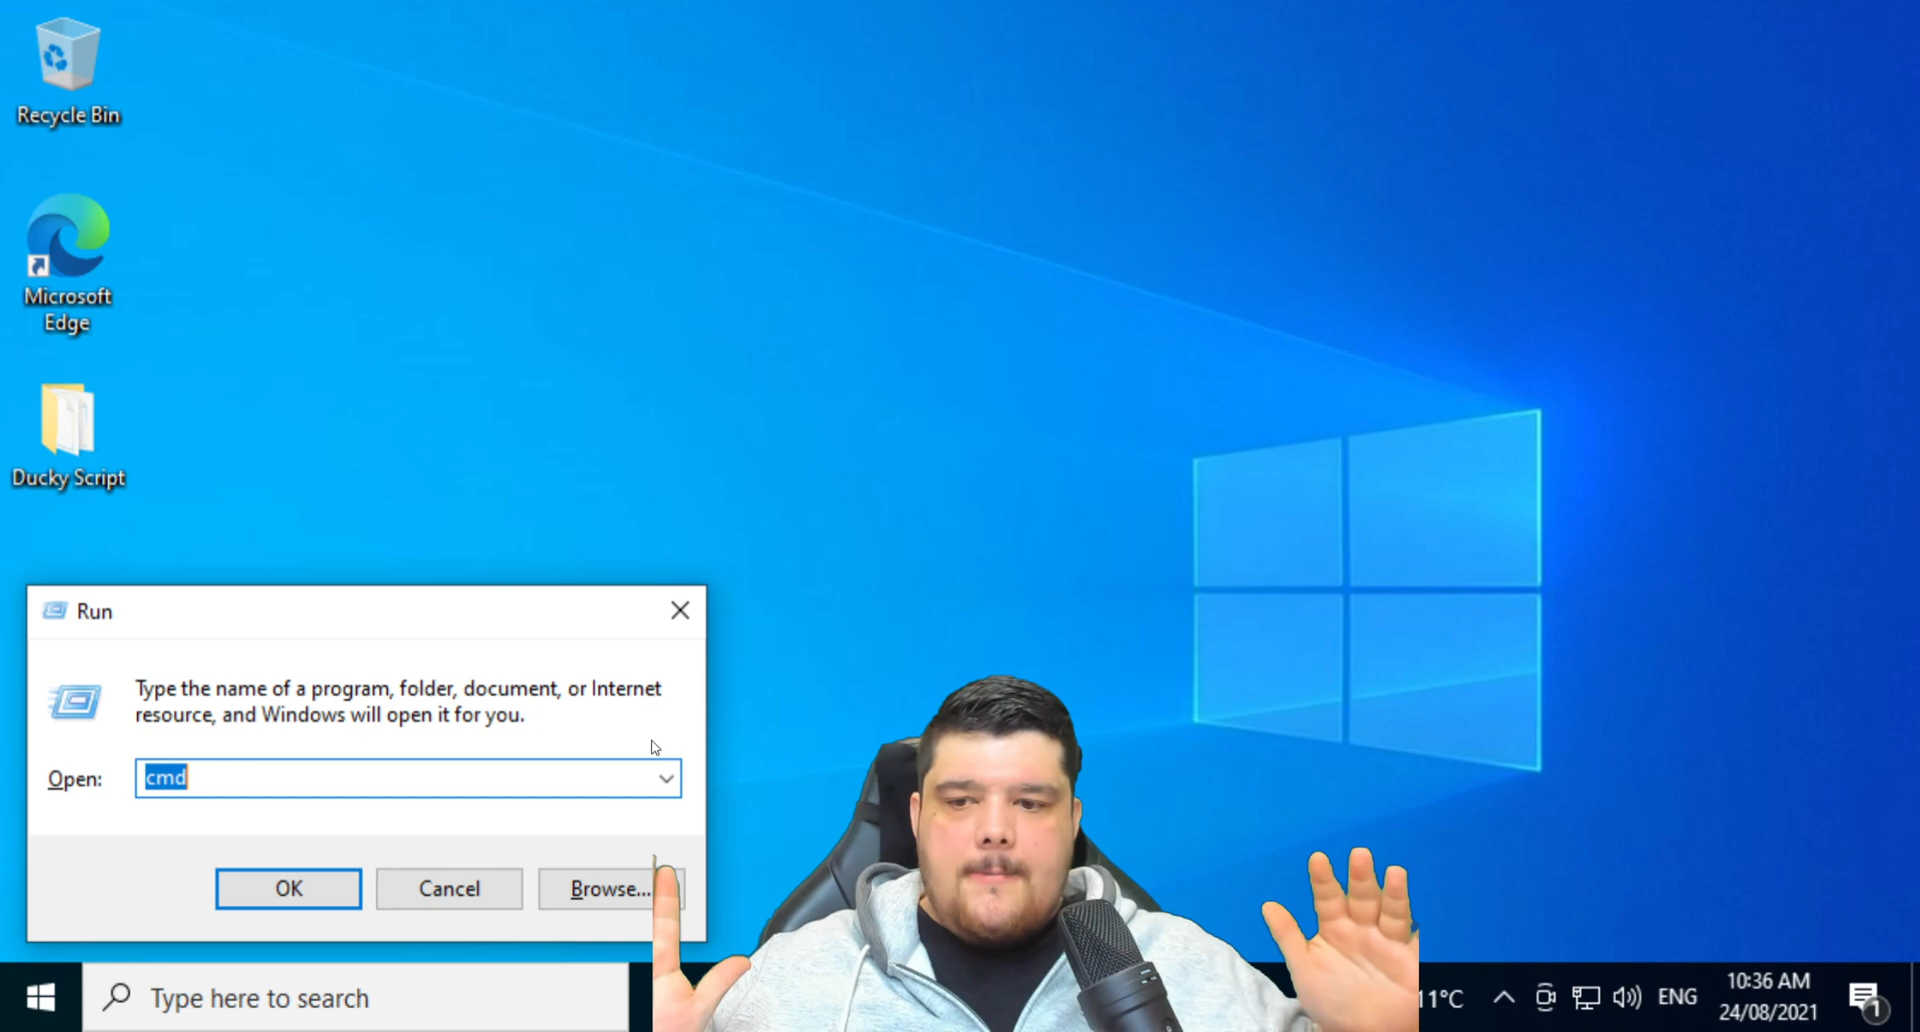 Recycle Bin
Microsoft
Edge
Ducky Script
Run
Type the name of a program, folder, document, or Internet
resource, and Windows will open it for you.
Open:
cmd
OK
Cancel
Browse...
Type here to search
11°C
ENG
10:36 AM
24/08/2021
1